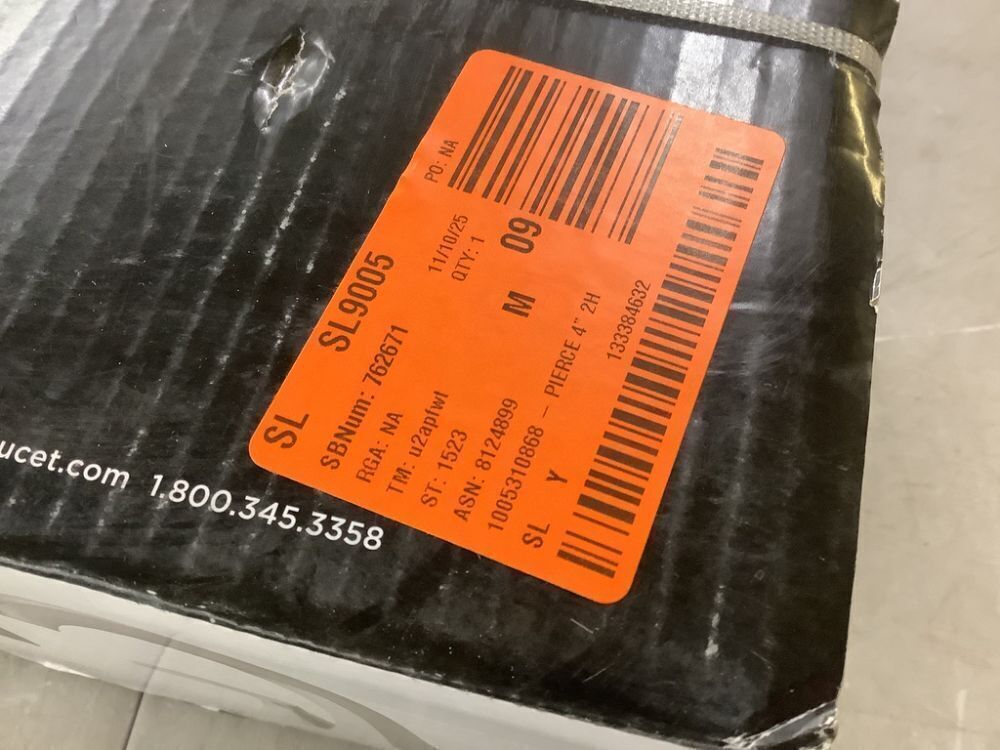 SL SL9005
SBNum: 762671 11/10/25 PO: NA
RGA: NA QTY: 1
TM: u2apfwf
ST: 1523 M 09
ASN: 8124899
1005310868 - PIERCE 4" 2H
SL Y 133384632
ucet.com 1.800.345.3358